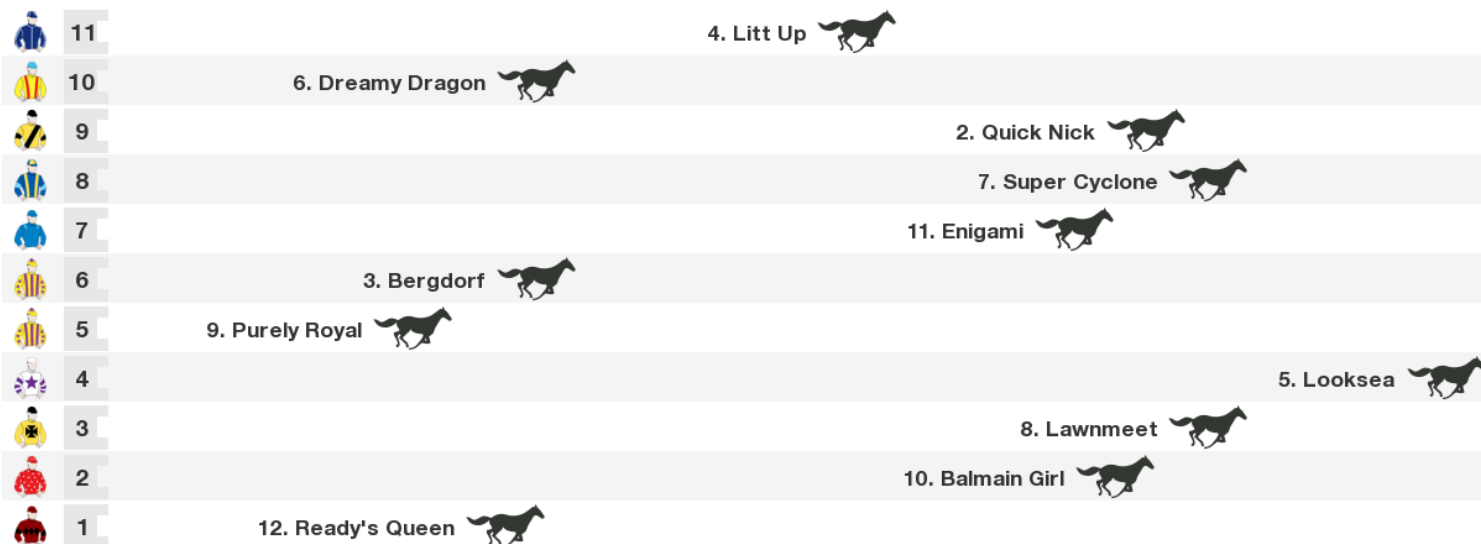 11 4. Litt Up
10 6. Dreamy Dragon
9 2. Quick Nick
8 7. Super Cyclone
7 11. Enigami
6 3. Bergdorf
5 9. Purely Royal
4 5. Looksea
3 8. Lawnmeet
2 10. Balmain Girl
1 12. Ready's Queen